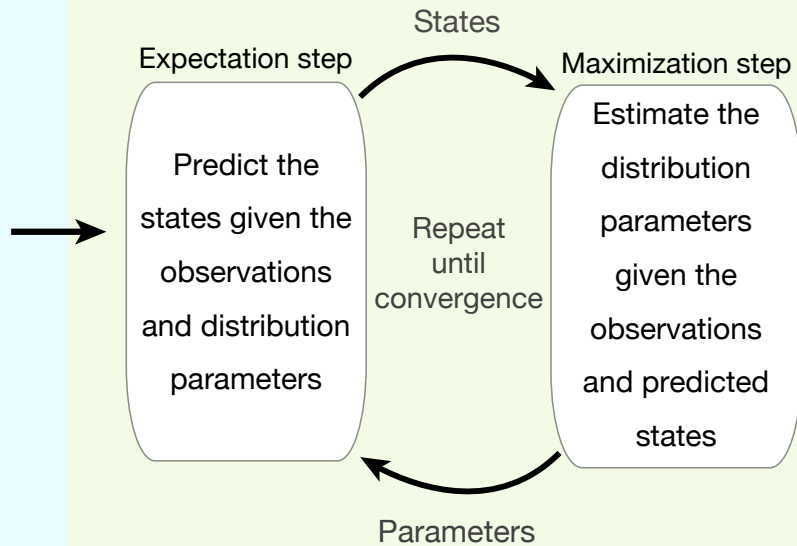 States
Expectation step
Maximization step
Predict the
states given the
observations
and distribution
parameters
Repeat
until
convergence
Estimate the
distribution
parameters
given the
observations
and predicted
states
Parameters